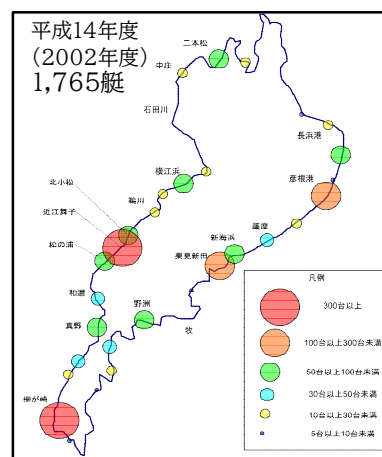 平成14年度
(2002年度)
1,765艇
二本松
中庄
石田川
長浜港
横江浜
彦根港
北小松
鵜川
近江舞子
薩摩
新海浜
松の浦
栗見新田
和邇
野洲
牧
真野
柳が崎
凡例
300台以上
100台以上300台未満
50台以上100台未満
30台以上50台未満
10台以上30台未満
5台以上10台未満